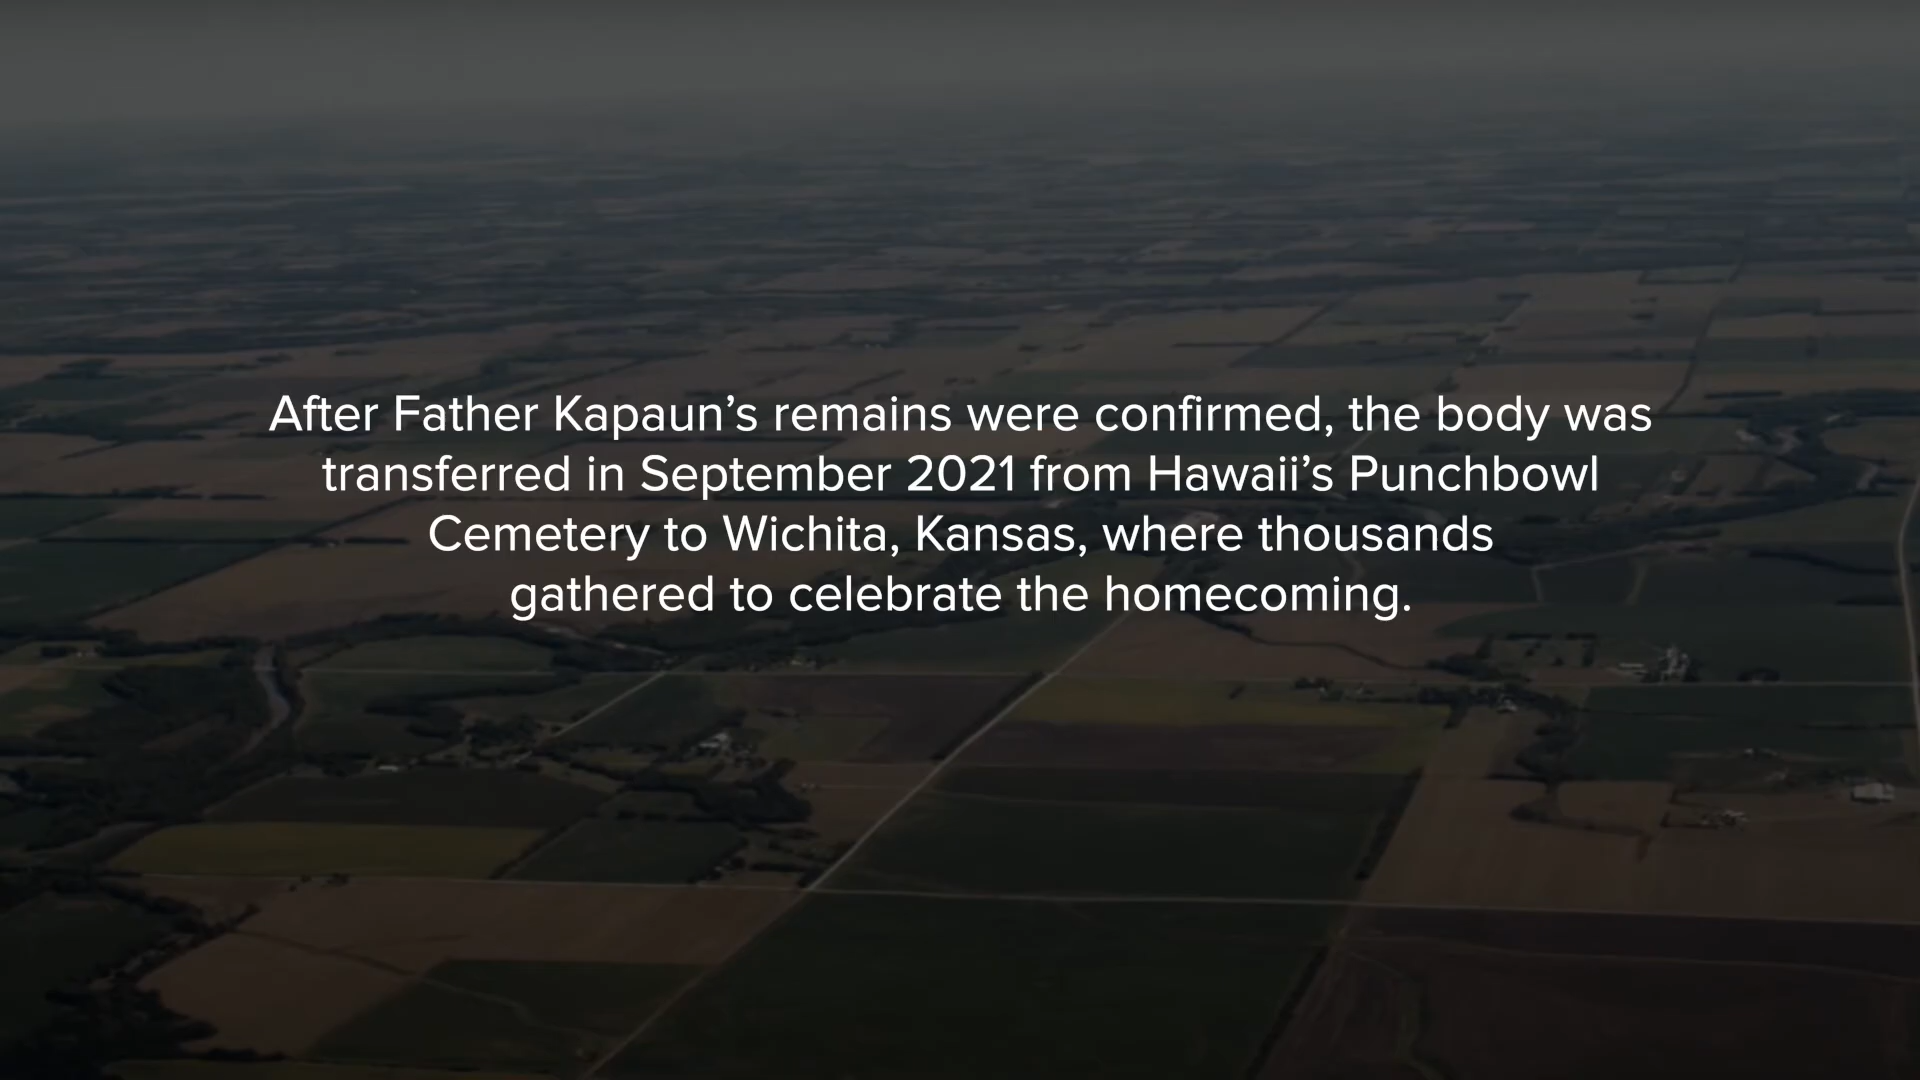 After Father Kapaun’s remains were confirmed, the body was
transferred in September 2021 from Hawaii’s Punchbowl
Cemetery to Wichita, Kansas, where thousands
gathered to celebrate the homecoming.